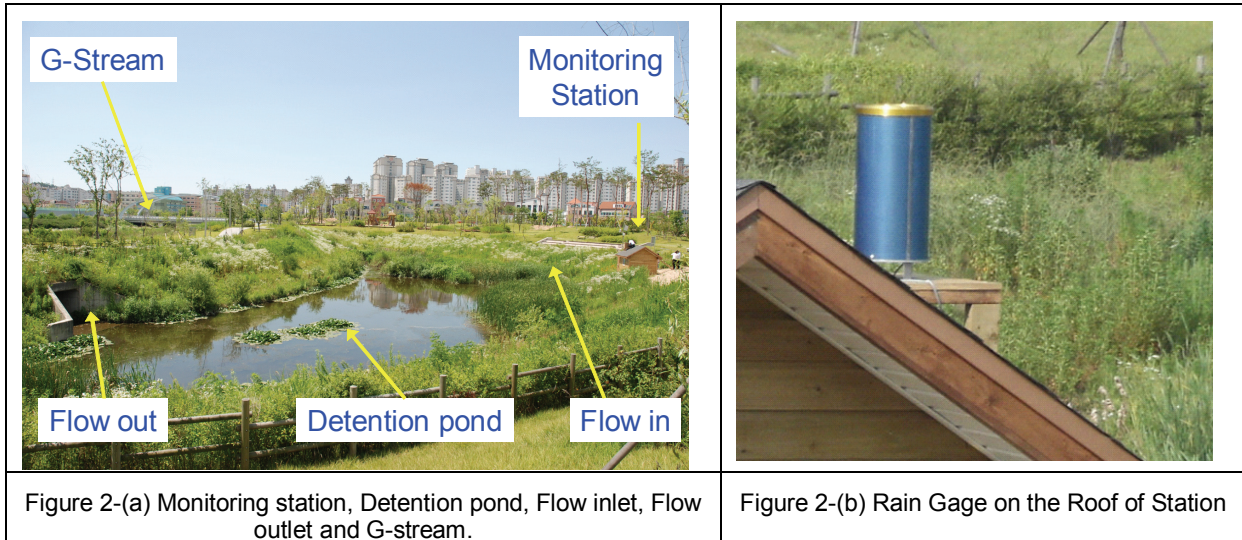 G-Stream
Monitoring
Station
Flow out
Detention pond
Flow in
Figure 2-(a) Monitoring station, Detention pond, Flow inlet, Flow
outlet and G-stream.
Figure 2-(b) Rain Gage on the Roof of Station